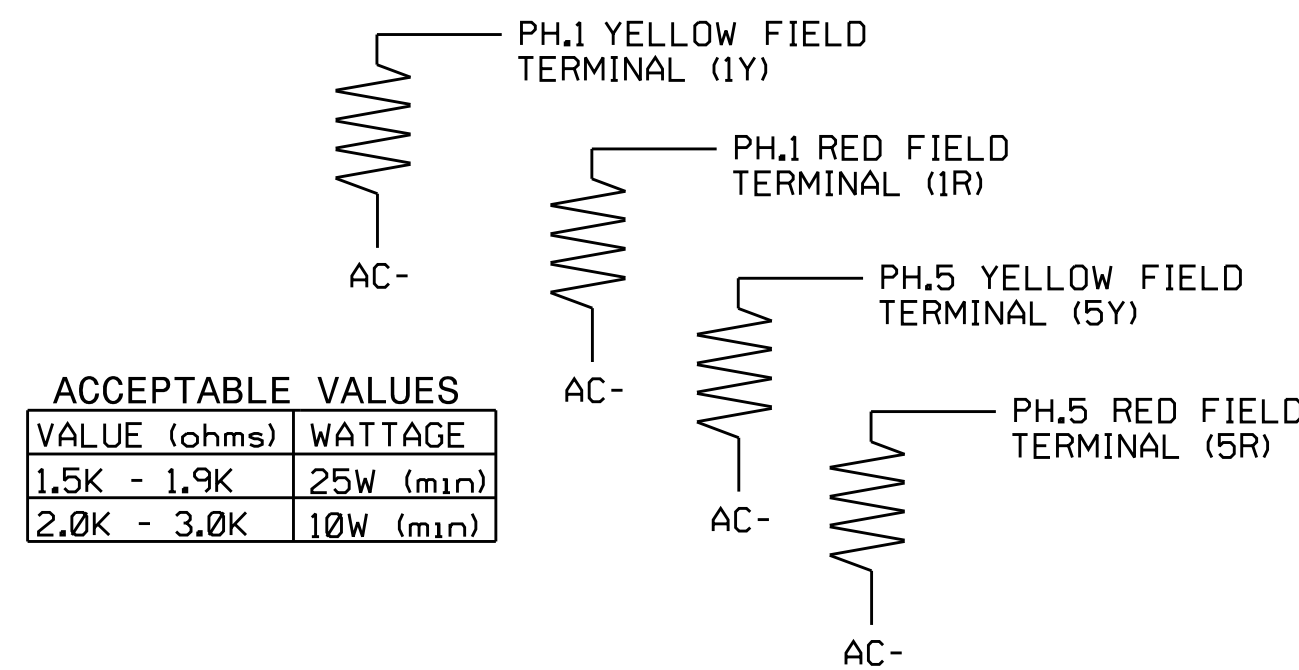 PH.1 YELLOW FIELD
TERMINAL (1Y)
AC-
PH.1 RED FIELD
TERMINAL (1R)
AC-
PH.5 YELLOW FIELD
TERMINAL (5Y)
AC-
PH.5 RED FIELD
TERMINAL (5R)
AC-
ACCEPTABLE VALUES
VALUE (ohms) WATTAGE
1.5K - 1.9K 25W (min)
2.0K - 3.0K 10W (min)